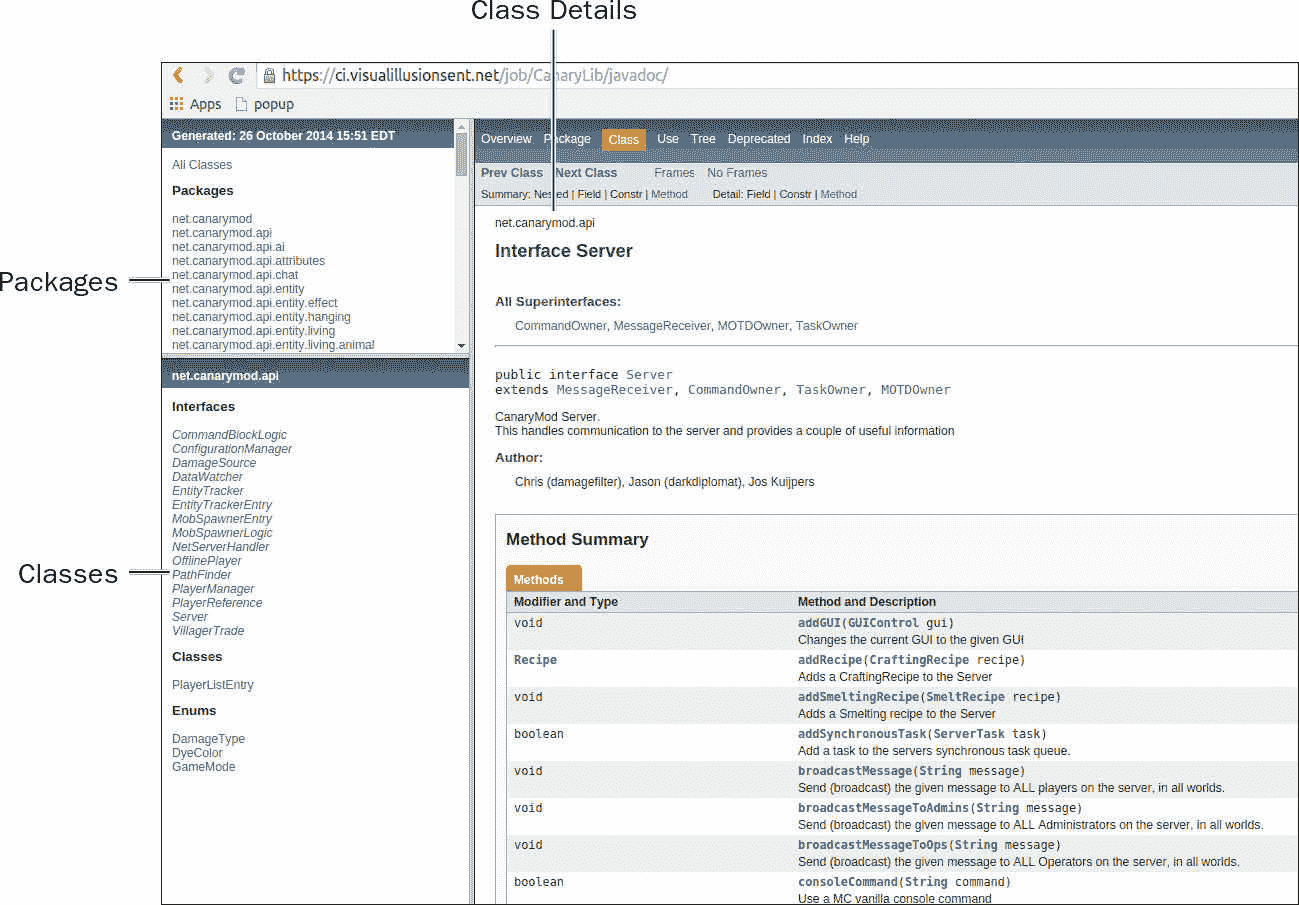 Class Details
https://ci.visualillusionsent.net/job/CanaryLib/javadoc/
Apps popup
Packages
Classes
Generated: 26 October 2014 15:51 EDT
All Classes
Packages
net.canarymod
net.canarymod.api
net.canarymod.api.ai
net.canarymod.api.attributes
net.canarymod.api.chat
net.canarymod.api.entity
net.canarymod.api.entity.effect
net.canarymod.api.entity.hanging
net.canarymod.api.entity.living
net.canarymod.api.entity.living.animal
net.canarymod.api
Interfaces
CommandBlockLogic
ConfigurationManager
DamageSource
DataWatcher
EntityTracker
EntityTrackerEntry
MobSpawnerEntry
MobSpawnerLogic
NetServerHandler
OfflinePlayer
PathFinder
PlayerManager
PlayerReference
Server
VillagerTrade
Classes
PlayerListEntry
Enums
DamageType
DyeColor
GameMode
Overview Package Class Use Tree Deprecated Index Help
Prev Class Next Class Frames No Frames
Summary: Nested | Field | Constr | Method Detail: Field | Constr | Method
net.canarymod.api
Interface Server
All Superinterfaces:
CommandOwner, MessageReceiver, MOTDOwner, TaskOwner
public interface Server
extends MessageReceiver, CommandOwner, TaskOwner, MOTDOwner
CanaryMod Server.
This handles communication to the server and provides a couple of useful information
Author:
Chris (damagefilter), Jason (darkdiplomat), Jos Kuijpers
Method Summary
Methods
Modifier and Type Method and Description
void addGUI(GUIControl gui)
Changes the current GUI to the given GUI
Recipe addRecipe(CraftingRecipe recipe)
Adds a CraftingRecipe to the Server
void addSmeltingRecipe(SmeltRecipe recipe)
Adds a Smelting recipe to the Server
boolean addSynchronousTask(ServerTask task)
Add a task to the servers synchronous task queue.
void broadcastMessage(String message)
Send (broadcast) the given message to ALL players on the server, in all worlds.
void broadcastMessageToAdmins(String message)
Send (broadcast) the given message to ALL Administrators on the server, in all worlds.
void broadcastMessageToOps(String message)
Send (broadcast) the given message to ALL Operators on the server, in all worlds.
boolean consoleCommand(String command)
Use a MC vanilla console command